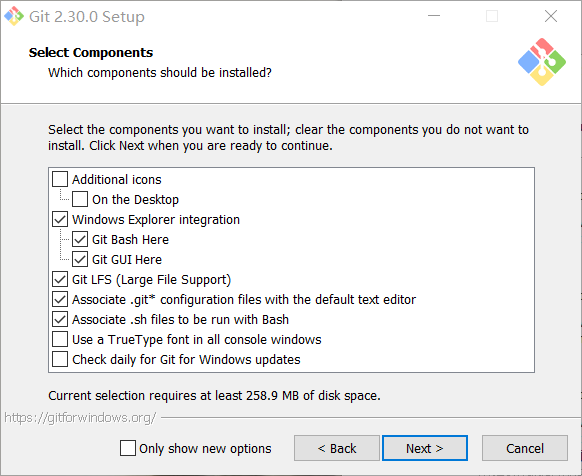 Git 2.30.0 Setup
Select Components
Which components should be installed?
Select the components you want to install; clear the components you do not want to
install. Click Next when you are ready to continue.
Additional icons
On the Desktop
Windows Explorer integration
Git Bash Here
Git GUI Here
Git LFS (Large File Support)
Associate .git* configuration files with the default text editor
Associate .sh files to be run with Bash
Use a TrueType font in all console windows
Check daily for Git for Windows updates
Current selection requires at least 258.9 MB of disk space.
https://gitforwindows.org/
Only show new options
< Back
Next >
Cancel